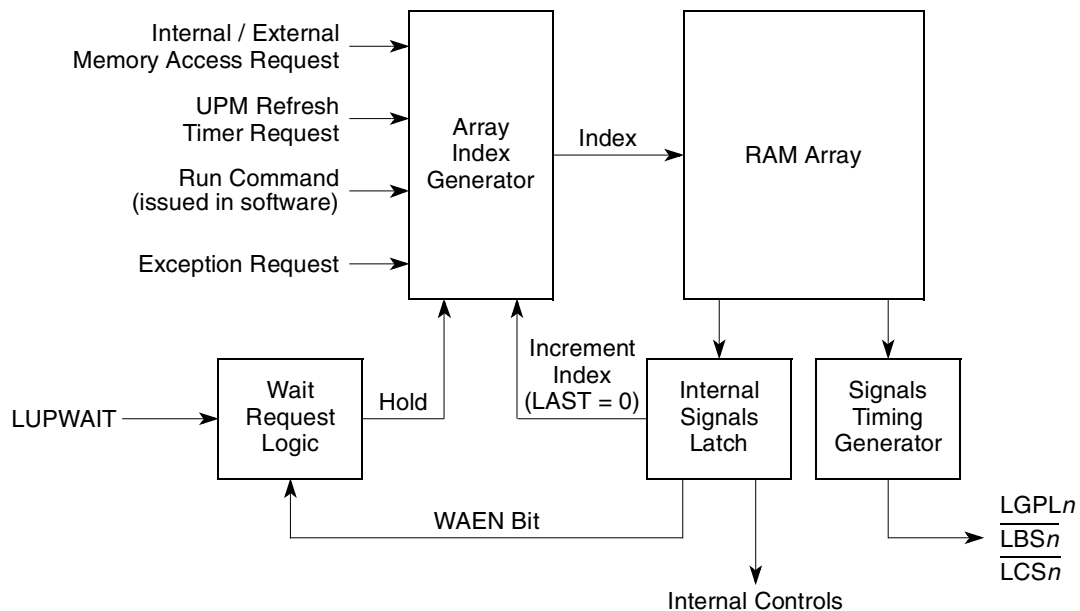 Internal / External
Memory Access Request
UPM Refresh
Timer Request
Run Command
(issued in software)
Exception Request
Array
Index
Generator
Index
RAM Array
LUPWAIT
Wait
Request
Logic
Hold
Increment
Index
(LAST = 0)
Internal
Signals
Latch
Signals
Timing
Generator
WAEN Bit
LGPLn
LBSn
LCSn
Internal Controls